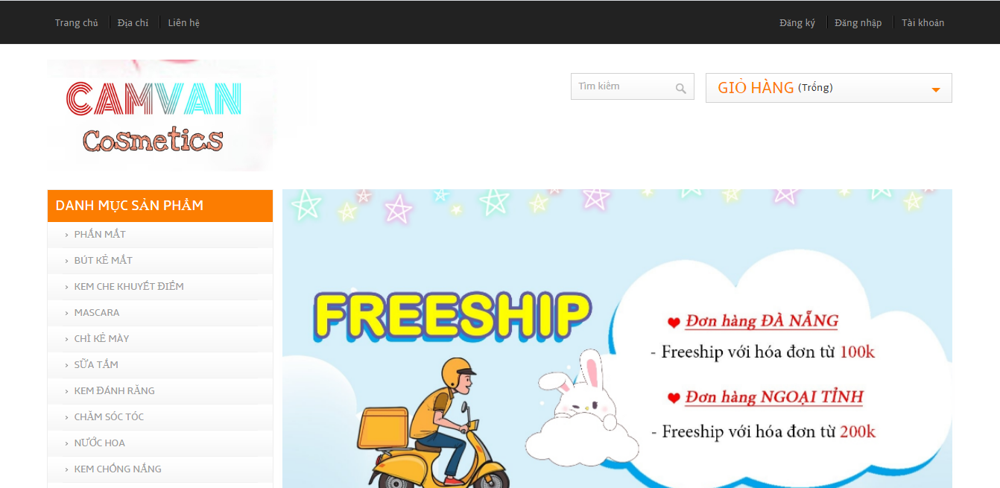 Trang chủ
Địa chỉ
Liên hệ
Đăng ký
Đăng nhập
Tài khoản
CAMVAN
Cosmetics
Tìm kiếm
GIỎ HÀNG (Trống)
DANH MỤC SẢN PHẨM
› PHẤN MẮT
› BÚT KẺ MẮT
› KEM CHE KHUYẾT ĐIỂM
› MASCARA
› CHÌ KẺ MÀY
› SỮA TẮM
› KEM ĐÁNH RĂNG
› CHĂM SÓC TÓC
› NƯỚC HOA
› KEM CHỐNG NẮNG
FREESHIP
Đơn hàng ĐÀ NẴNG
- Freeship với hóa đơn từ 100k
Đơn hàng NGOẠI TỈNH
- Freeship với hóa đơn từ 200k